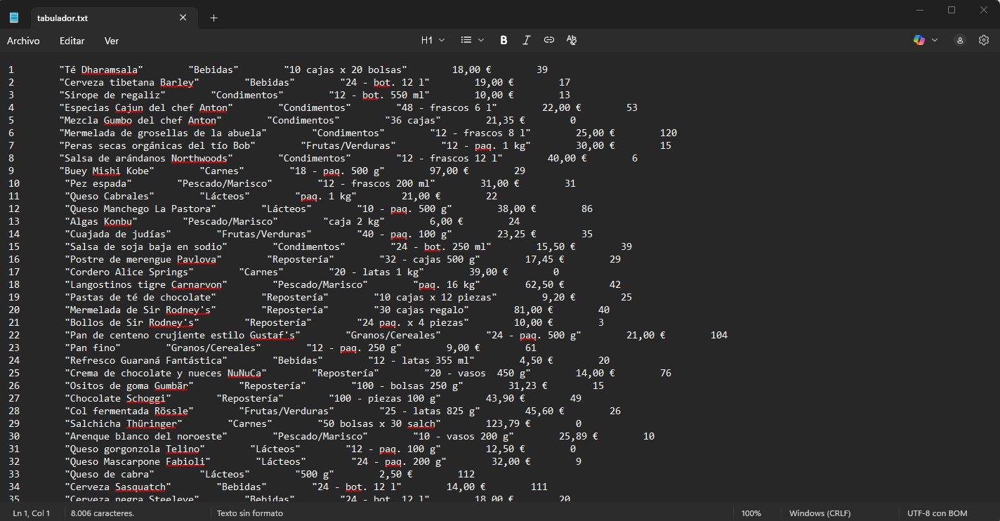 tabulador.txt
Archivo Editar Ver H1 B I
1 "Té Dharamsala" "Bebidas" "10 cajas x 20 bolsas" 18,00 € 39
2 "Cerveza tibetana Barley" "Bebidas" "24 - bot. 12 l" 19,00 € 17
3 "Sirope de regaliz" "Condimentos" "12 - bot. 550 ml" 10,00 € 13
4 "Especias Cajun del chef Anton" "Condimentos" "48 - frascos 6 l" 22,00 € 53
5 "Mezcla Gumbo del chef Anton" "Condimentos" "36 cajas" 21,35 € 0
6 "Mermelada de grosellas de la abuela" "Condimentos" "12 - frascos 8 l" 25,00 € 120
7 "Peras secas orgánicas del tío Bob" "Frutas/Verduras" "12 - paq. 1 kg" 30,00 € 15
8 "Salsa de arándanos Northwoods" "Condimentos" "12 - frascos 12 l" 40,00 € 6
9 "Buey Mishi Kobe" "Carnes" "18 - paq. 500 g" 97,00 € 29
10 "Pez espada" "Pescado/Marisco" "12 - frascos 200 ml" 31,00 € 31
11 "Queso Cabrales" "Lácteos" "paq. 1 kg" 21,00 € 22
12 "Queso Manchego La Pastora" "Lácteos" "10 - paq. 500 g" 38,00 € 86
13 "Algas Konbu" "Pescado/Marisco" "caja 2 kg" 6,00 € 24
14 "Cuajada de judías" "Frutas/Verduras" "40 - paq. 100 g" 23,25 € 35
15 "Salsa de soja baja en sodio" "Condimentos" "24 - bot. 250 ml" 15,50 € 39
16 "Postre de merengue Pavlova" "Repostería" "32 - cajas 500 g" 17,45 € 29
17 "Cordero Alice Springs" "Carnes" "20 - latas 1 kg" 39,00 € 0
18 "Langostinos tigre Carnarvon" "Pescado/Marisco" "paq. 16 kg" 62,50 € 42
19 "Pastas de té de chocolate" "Repostería" "10 cajas x 12 piezas" 9,20 € 25
20 "Mermelada de Sir Rodney's" "Repostería" "30 cajas regalo" 81,00 € 40
21 "Bollos de Sir Rodney's" "Repostería" "24 paq. x 4 piezas" 10,00 € 3
22 "Pan de centeno crujiente estilo Gustaf's" "Granos/Cereales" "24 - paq. 500 g" 21,00 € 104
23 "Pan fino" "Granos/Cereales" "12 - paq. 250 g" 9,00 € 61
24 "Refresco Guaraná Fantástica" "Bebidas" "12 - latas 355 ml" 4,50 € 20
25 "Crema de chocolate y nueces NuNuCa" "Repostería" "20 - vasos  450 g" 14,00 € 76
26 "Ositos de goma Gumbär" "Repostería" "100 - bolsas 250 g" 31,23 € 15
27 "Chocolate Schoggi" "Repostería" "100 - piezas 100 g" 43,90 € 49
28 "Col fermentada Rössle" "Frutas/Verduras" "25 - latas 825 g" 45,60 € 26
29 "Salchicha Thüringer" "Carnes" "50 bolsas x 30 salch" 123,79 € 0
30 "Arenque blanco del noroeste" "Pescado/Marisco" "10 - vasos 200 g" 25,89 € 10
31 "Queso gorgonzola Telino" "Lácteos" "12 - paq. 100 g" 12,50 € 0
32 "Queso Mascarpone Fabioli" "Lácteos" "24 - paq. 200 g" 32,00 € 9
33 "Queso de cabra" "Lácteos" "500 g" 2,50 € 112
34 "Cerveza Sasquatch" "Bebidas" "24 - bot. 12 l" 14,00 € 111
35 "Cerveza negra Steeleye" "Bebidas" "24 - bot. 12 l" 18,00 € 20
Ln 1, Col 1 8.006 caracteres. Texto sin formato 100% Windows (CRLF) UTF-8 con BOM